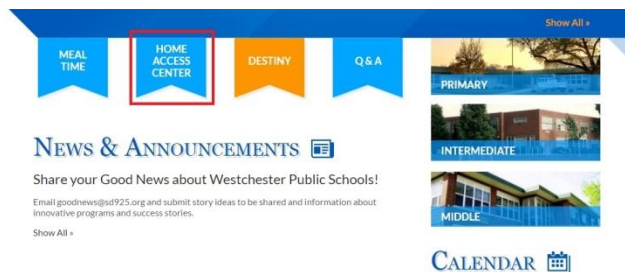 Show All »
MEAL
TIME
HOME
ACCESS
CENTER
DESTINY
Q & A
PRIMARY
INTERMEDIATE
MIDDLE
NEWS & ANNOUNCEMENTS
Share your Good News about Westchester Public Schools!
Email goodnews@sd925.org and submit story ideas to be shared and information about
innovative programs and success stories.
Show All »
CALENDAR